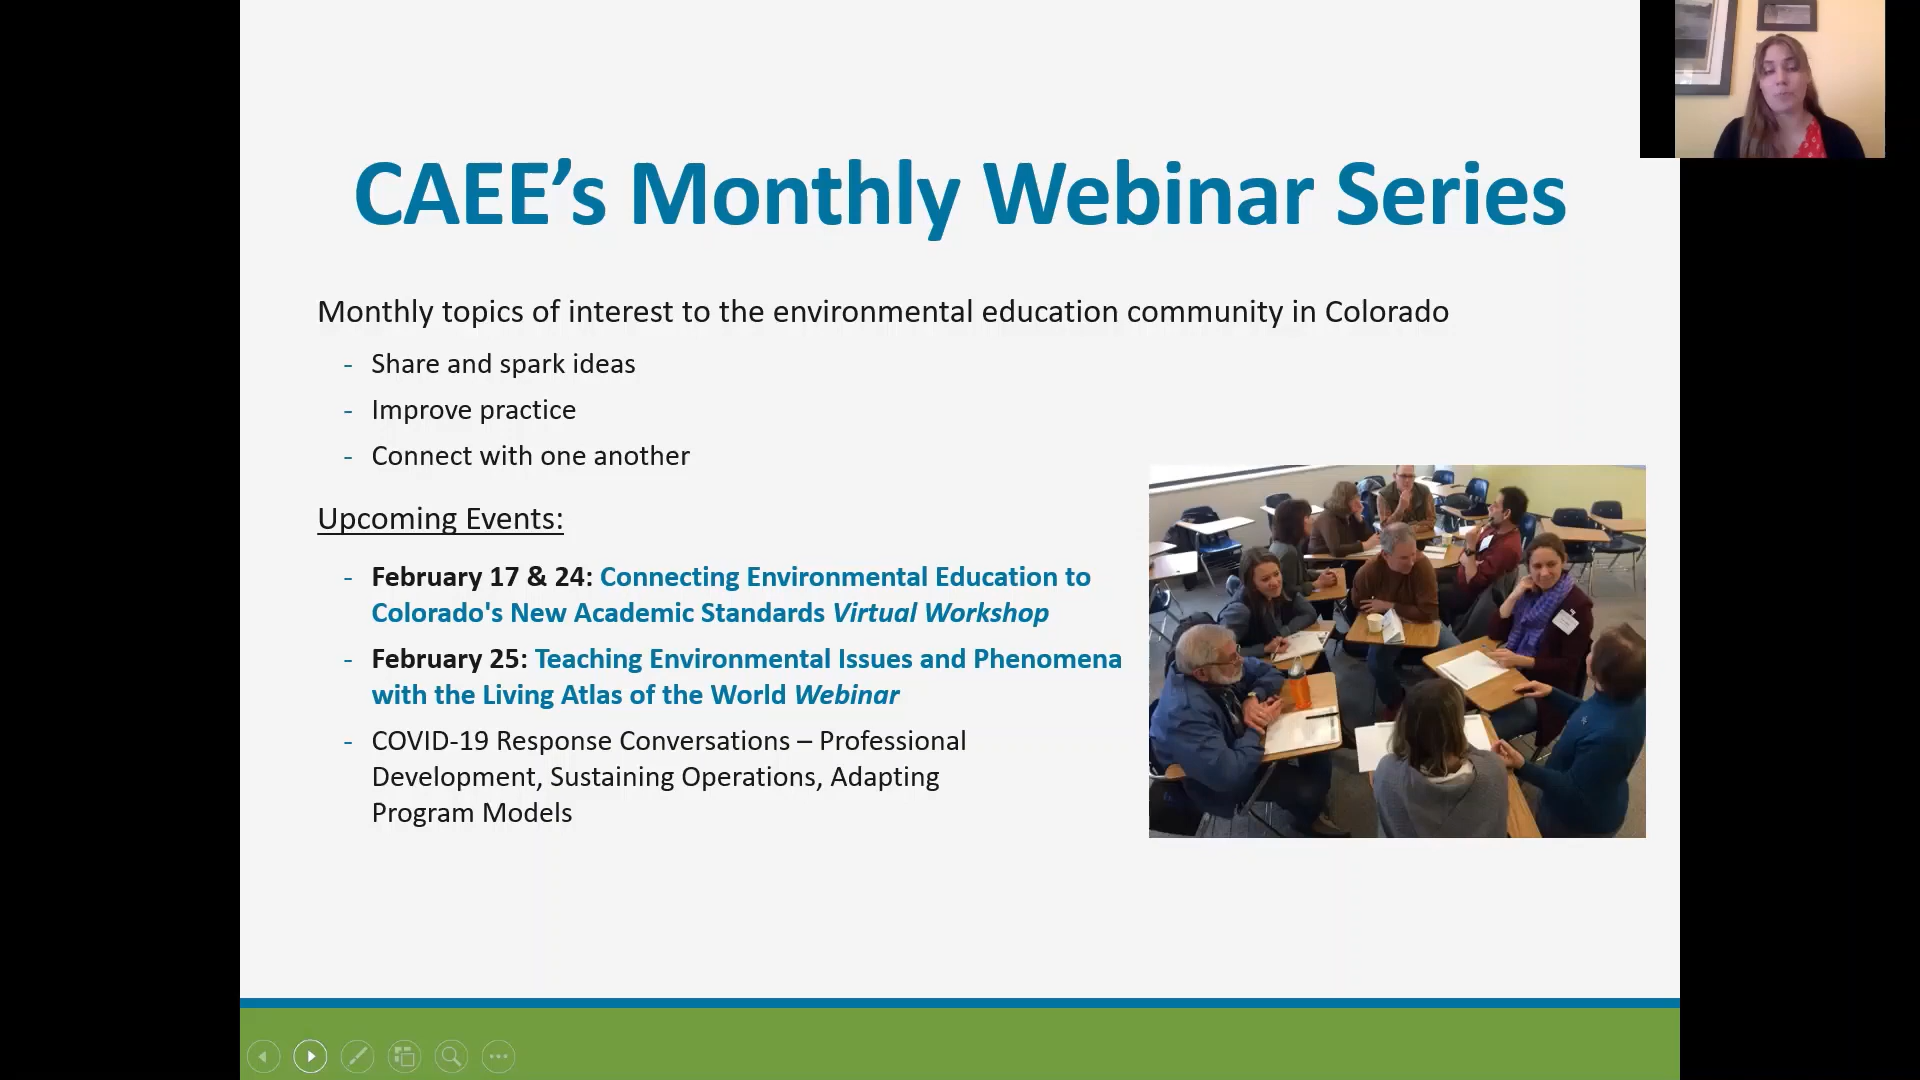 CAEE’s Monthly Webinar Series
Monthly topics of interest to the environmental education community in Colorado
- Share and spark ideas
- Improve practice
- Connect with one another
Upcoming Events:
- February 17 & 24: Connecting Environmental Education to
Colorado's New Academic Standards Virtual Workshop
- February 25: Teaching Environmental Issues and Phenomena
with the Living Atlas of the World Webinar
- COVID-19 Response Conversations – Professional
Development, Sustaining Operations, Adapting
Program Models